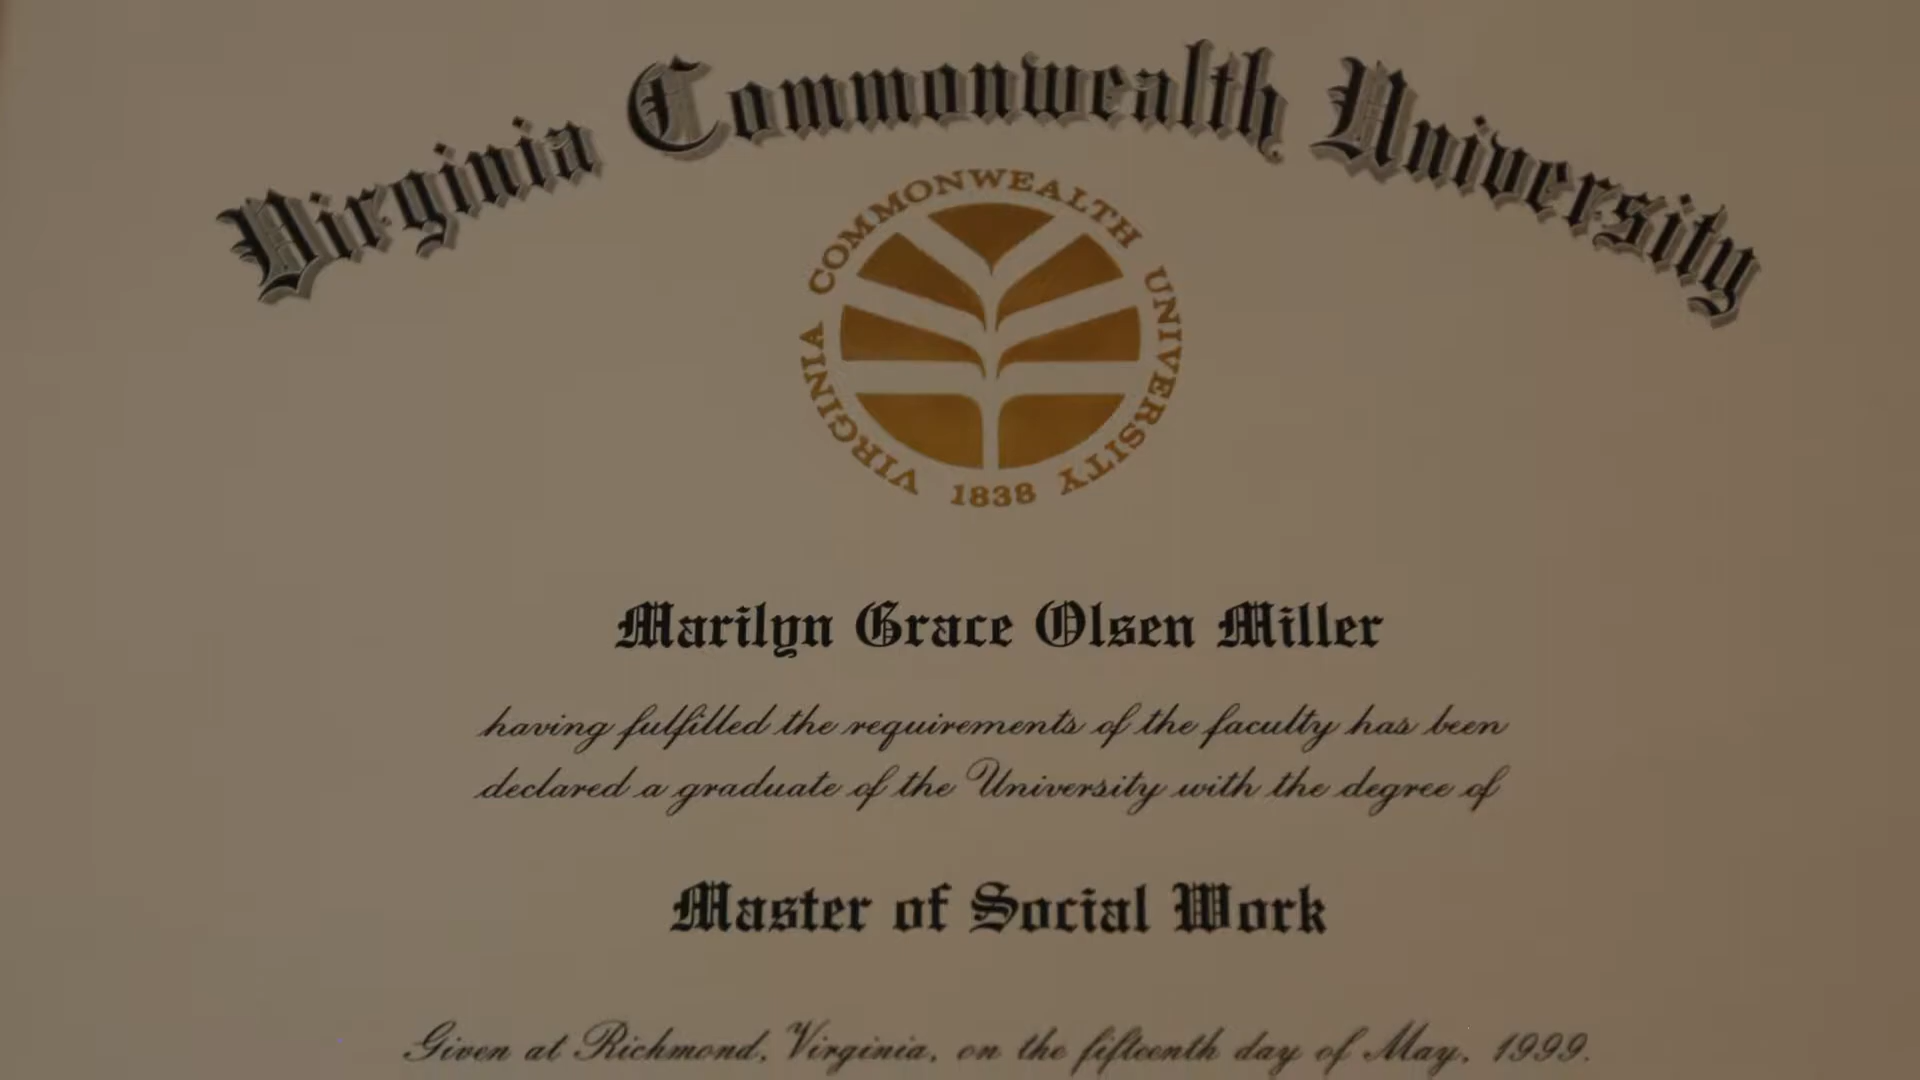 Virginia Commonwealth University
VIRGINIA COMMONWEALTH UNIVERSITY
1838
Marilyn Grace Olsen Miller
having fulfilled the requirements of the faculty has been
declared a graduate of the University with the degree of
Master of Social Work
Given at Richmond, Virginia, on the fifteenth day of May, 1999.